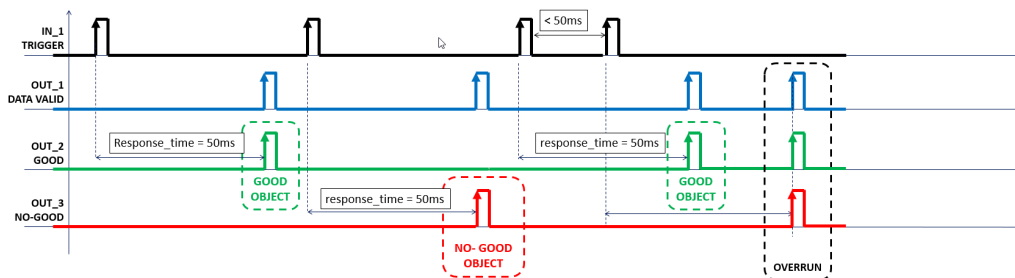 IN_1
TRIGGER
< 50ms
OUT_1
DATA VALID
OUT_2
GOOD
Response_time = 50ms
response_time = 50ms
GOOD
OBJECT
GOOD
OBJECT
OUT_3
NO-GOOD
response_time = 50ms
NO- GOOD
OBJECT
OVERRUN